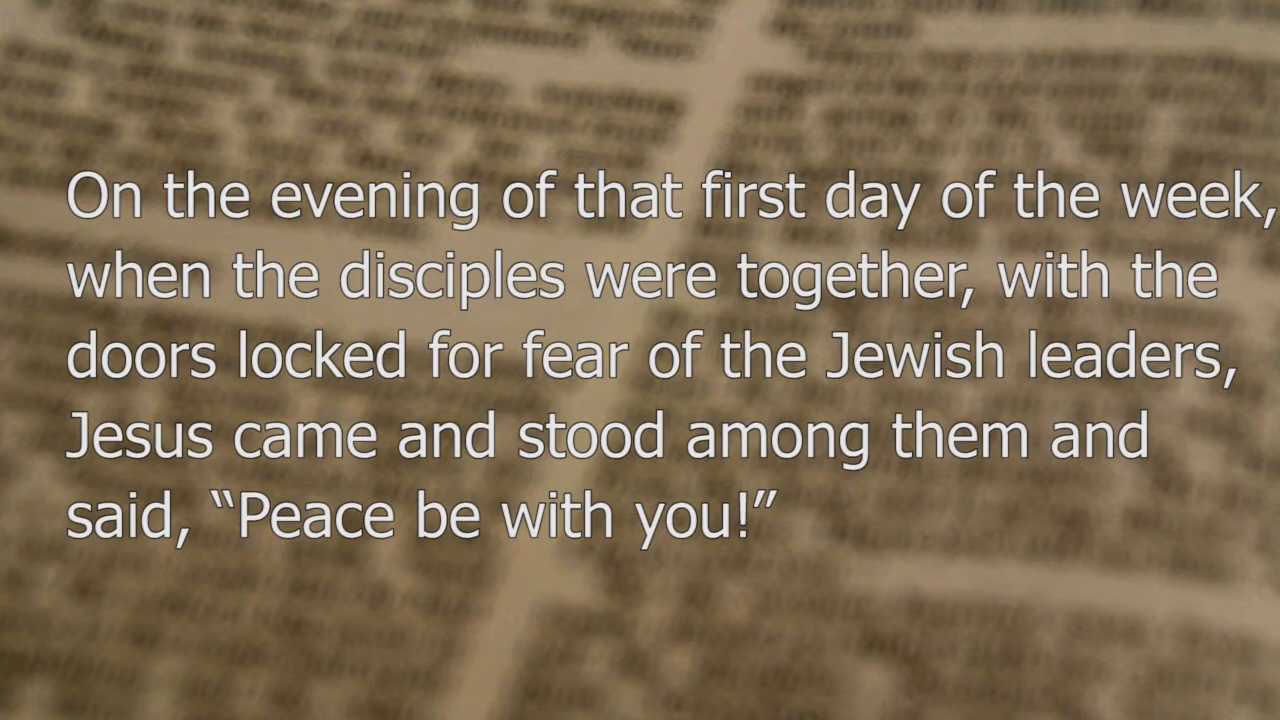 On the evening of that first day of the week,
when the disciples were together, with the
doors locked for fear of the Jewish leaders,
Jesus came and stood among them and
said, “Peace be with you!”